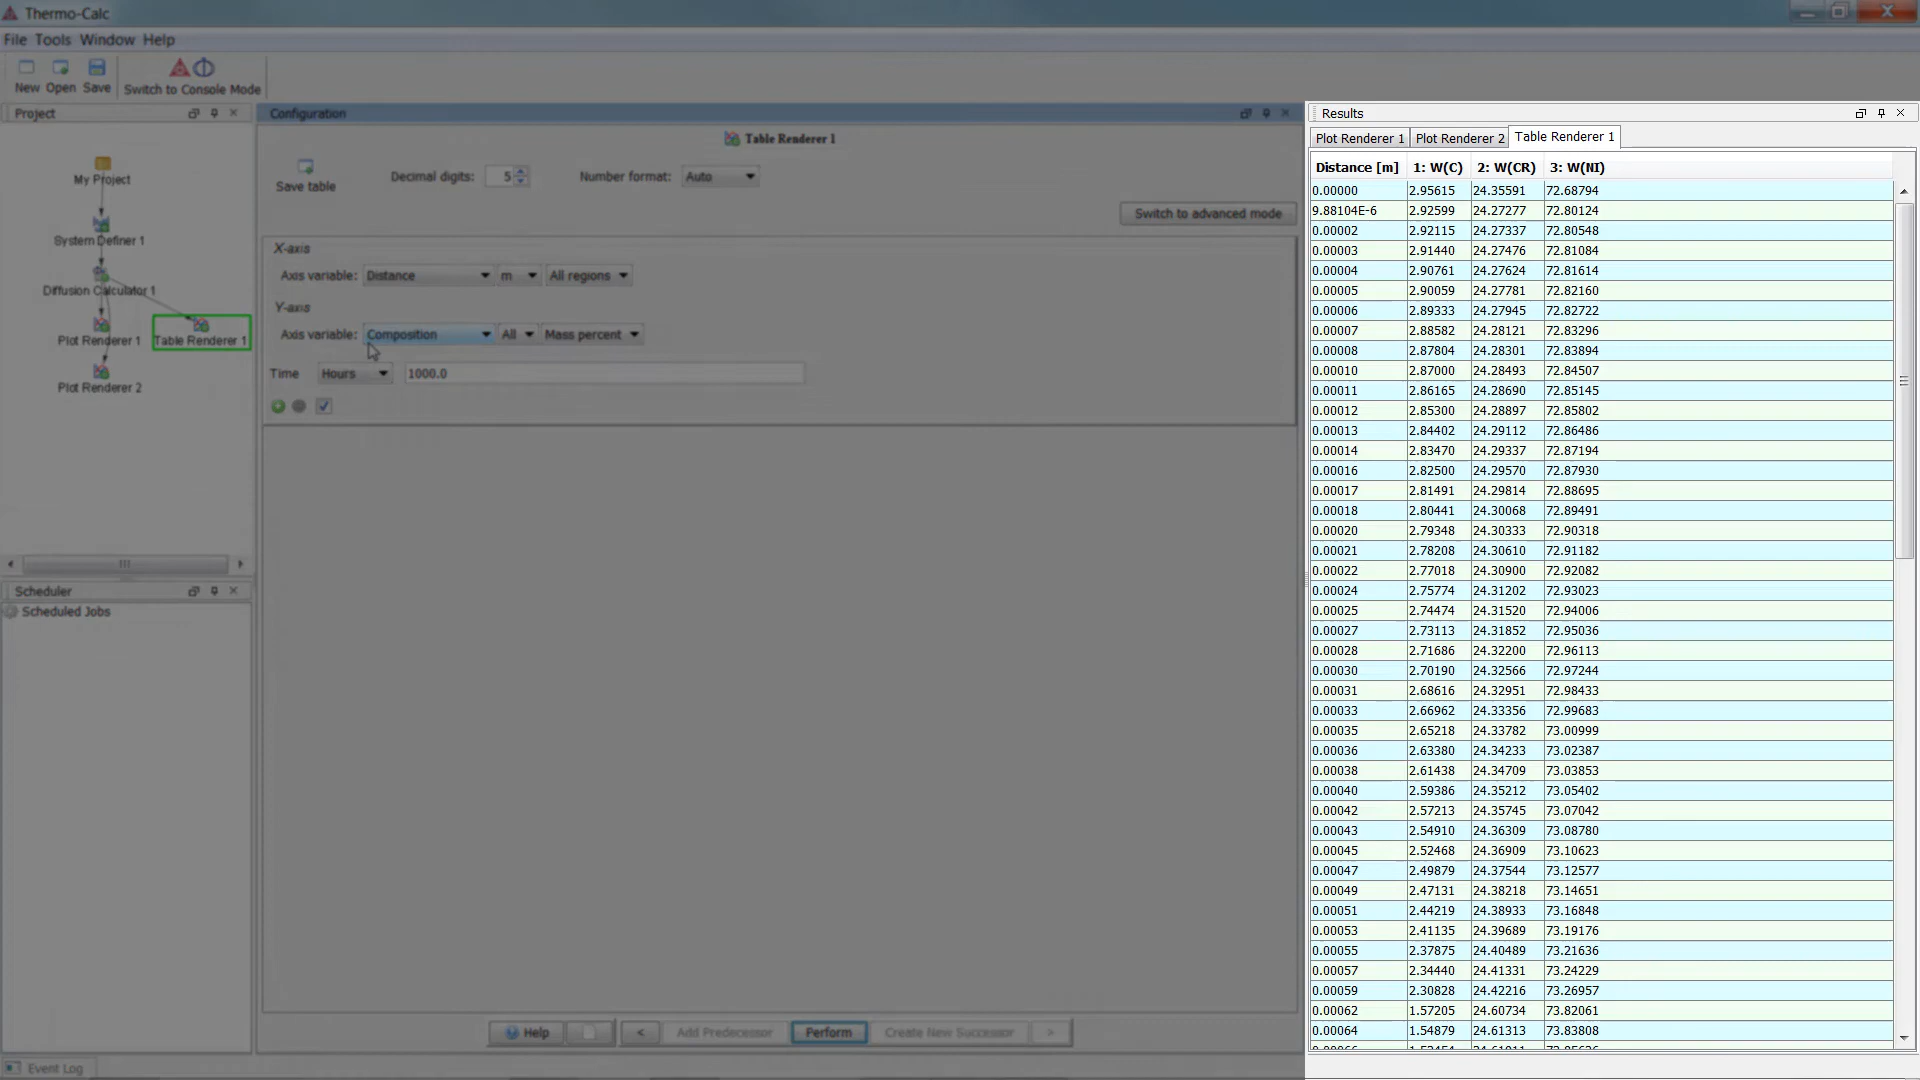 Thermo-Calc
File Tools Window Help
New Open Save Switch to Console Mode
Project
My Project
System Definer 1
Diffusion Calculator 1
Plot Renderer 1 Table Renderer 1
Plot Renderer 2
Scheduler
Scheduled Jobs
Event Log
Configuration
Table Renderer 1
Save table Decimal digits: 5 Number format: Auto
Switch to advanced mode
X-axis
Axis variable: Distance m All regions
Y-axis
Axis variable: Composition All Mass percent
Time Hours 1000.0
Help < Add Predecessor Perform Create New Successor >
Results
Plot Renderer 1 Plot Renderer 2 Table Renderer 1
Distance [m] 1: W(C) 2: W(CR) 3: W(NI)
0.00000 2.95615 24.35591 72.68794
9.88104E-6 2.92599 24.27277 72.80124
0.00002 2.92115 24.27337 72.80548
0.00003 2.91440 24.27476 72.81084
0.00004 2.90761 24.27624 72.81614
0.00005 2.90059 24.27781 72.82160
0.00006 2.89333 24.27945 72.82722
0.00007 2.88582 24.28121 72.83296
0.00008 2.87804 24.28301 72.83894
0.00010 2.87000 24.28493 72.84507
0.00011 2.86165 24.28690 72.85145
0.00012 2.85300 24.28897 72.85802
0.00013 2.84402 24.29112 72.86486
0.00014 2.83470 24.29337 72.87194
0.00016 2.82500 24.29570 72.87930
0.00017 2.81491 24.29814 72.88695
0.00018 2.80441 24.30068 72.89491
0.00020 2.79348 24.30333 72.90318
0.00021 2.78208 24.30610 72.91182
0.00022 2.77018 24.30900 72.92082
0.00024 2.75774 24.31202 72.93023
0.00025 2.74474 24.31520 72.94006
0.00027 2.73113 24.31852 72.95036
0.00028 2.71686 24.32200 72.96113
0.00030 2.70190 24.32566 72.97244
0.00031 2.68616 24.32951 72.98433
0.00033 2.66962 24.33356 72.99683
0.00035 2.65218 24.33782 73.00999
0.00036 2.63380 24.34233 73.02387
0.00038 2.61438 24.34709 73.03853
0.00040 2.59386 24.35212 73.05402
0.00042 2.57213 24.35745 73.07042
0.00043 2.54910 24.36309 73.08780
0.00045 2.52468 24.36909 73.10623
0.00047 2.49879 24.37544 73.12577
0.00049 2.47131 24.38218 73.14651
0.00051 2.44219 24.38933 73.16848
0.00053 2.41135 24.39689 73.19176
0.00055 2.37875 24.40489 73.21636
0.00057 2.34440 24.41331 73.24229
0.00059 2.30828 24.42216 73.26957
0.00062 1.57205 24.60734 73.82061
0.00064 1.54879 24.61313 73.83808